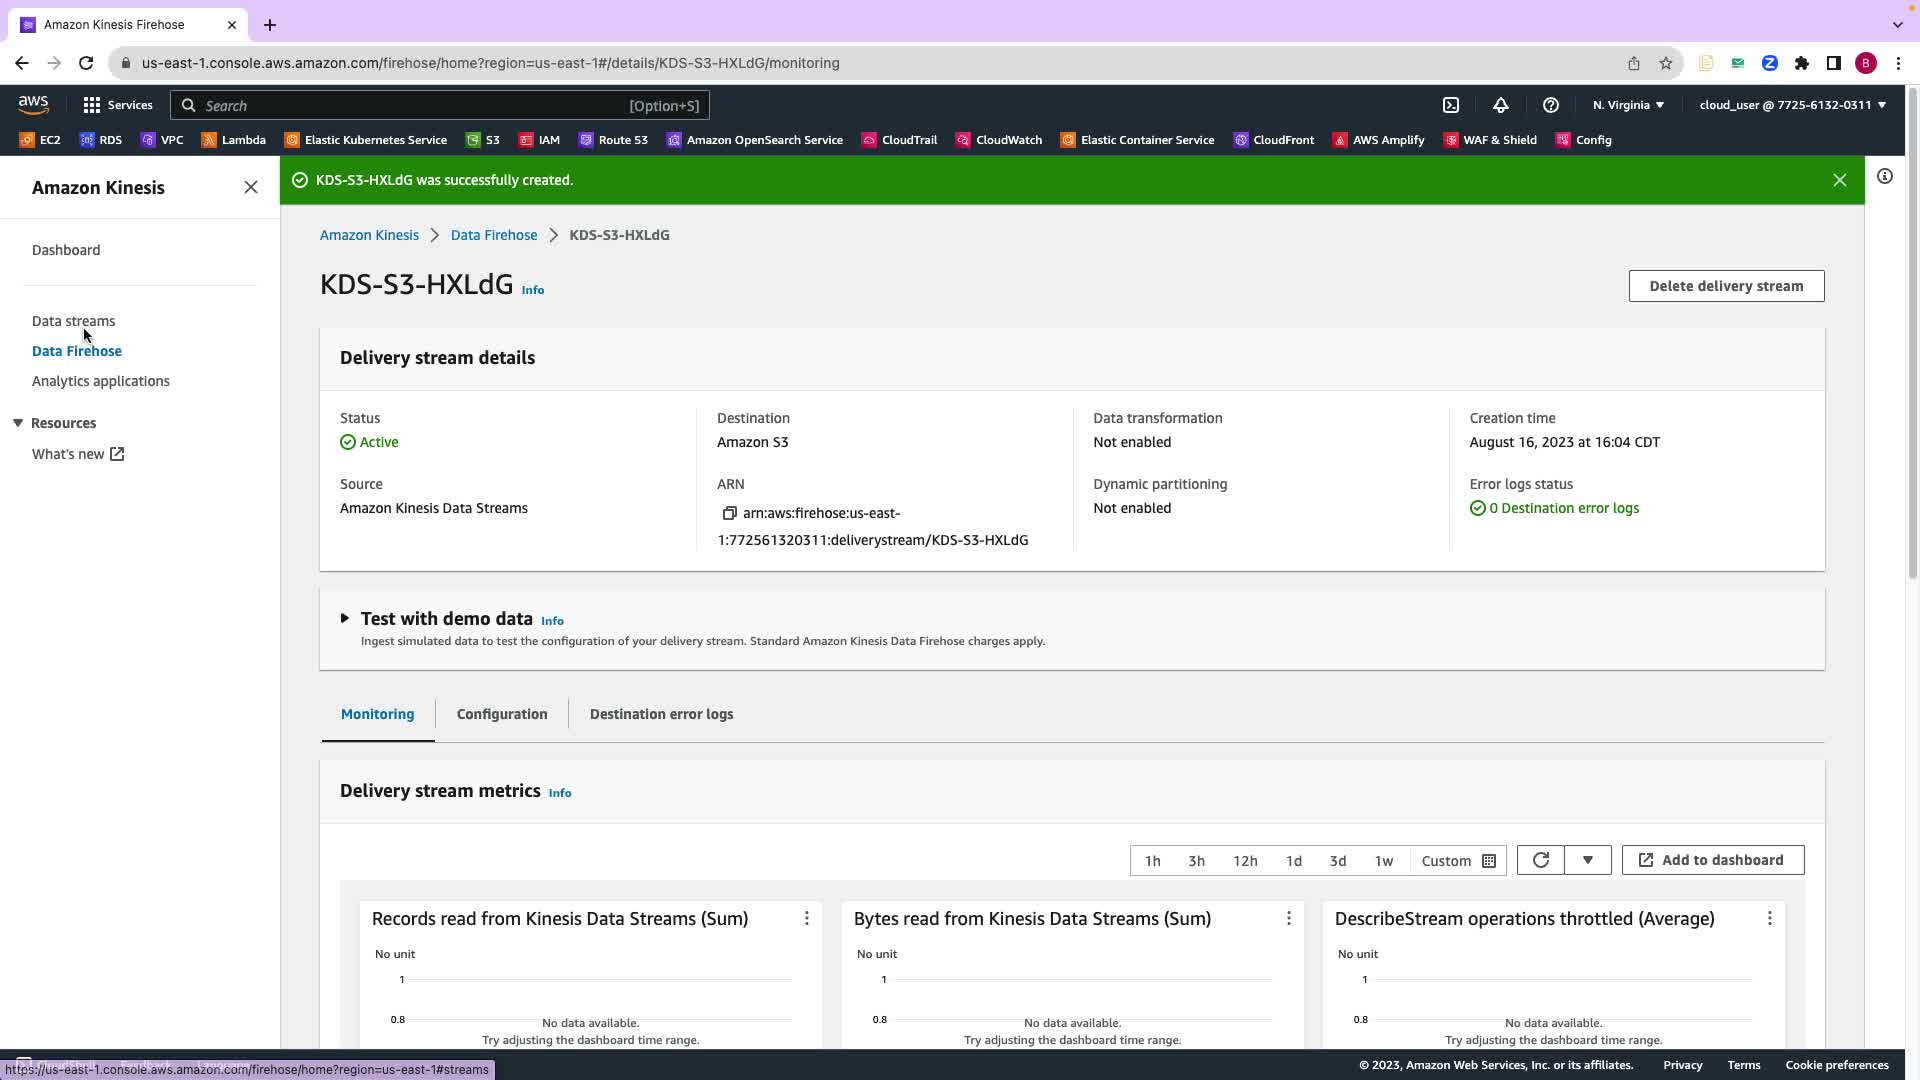 Amazon Kinesis Firehose
us-east-1.console.aws.amazon.com/firehose/home?region=us-east-1#/details/KDS-S3-HXLdG/monitoring
B
aws
Services
Search
[Option+S]
N. Virginia
cloud_user @ 7725-6132-0311
EC2
RDS
VPC
Lambda
Elastic Kubernetes Service
S3
IAM
Route 53
Amazon OpenSearch Service
CloudTrail
CloudWatch
Elastic Container Service
CloudFront
AWS Amplify
WAF & Shield
Config
Amazon Kinesis
Dashboard
Data streams
Data Firehose
Analytics applications
Resources
What's new
KDS-S3-HXLdG was successfully created.
Amazon Kinesis > Data Firehose > KDS-S3-HXLdG
KDS-S3-HXLdG Info
Delete delivery stream
Delivery stream details
Status
Active
Source
Amazon Kinesis Data Streams
Destination
Amazon S3
ARN
arn:aws:firehose:us-east-
1:772561320311:deliverystream/KDS-S3-HXLdG
Data transformation
Not enabled
Dynamic partitioning
Not enabled
Creation time
August 16, 2023 at 16:04 CDT
Error logs status
0 Destination error logs
Test with demo data Info
Ingest simulated data to test the configuration of your delivery stream. Standard Amazon Kinesis Data Firehose charges apply.
Monitoring
Configuration
Destination error logs
Delivery stream metrics Info
1h
3h
12h
1d
3d
1w
Custom
Add to dashboard
Records read from Kinesis Data Streams (Sum)
No unit
1
0.8
No data available.
Try adjusting the dashboard time range.
Bytes read from Kinesis Data Streams (Sum)
No unit
1
0.8
No data available.
Try adjusting the dashboard time range.
DescribeStream operations throttled (Average)
No unit
1
0.8
No data available.
Try adjusting the dashboard time range.
https://us-east-1.console.aws.amazon.com/firehose/home?region=us-east-1#streams
© 2023, Amazon Web Services, Inc. or its affiliates.
Privacy
Terms
Cookie preferences